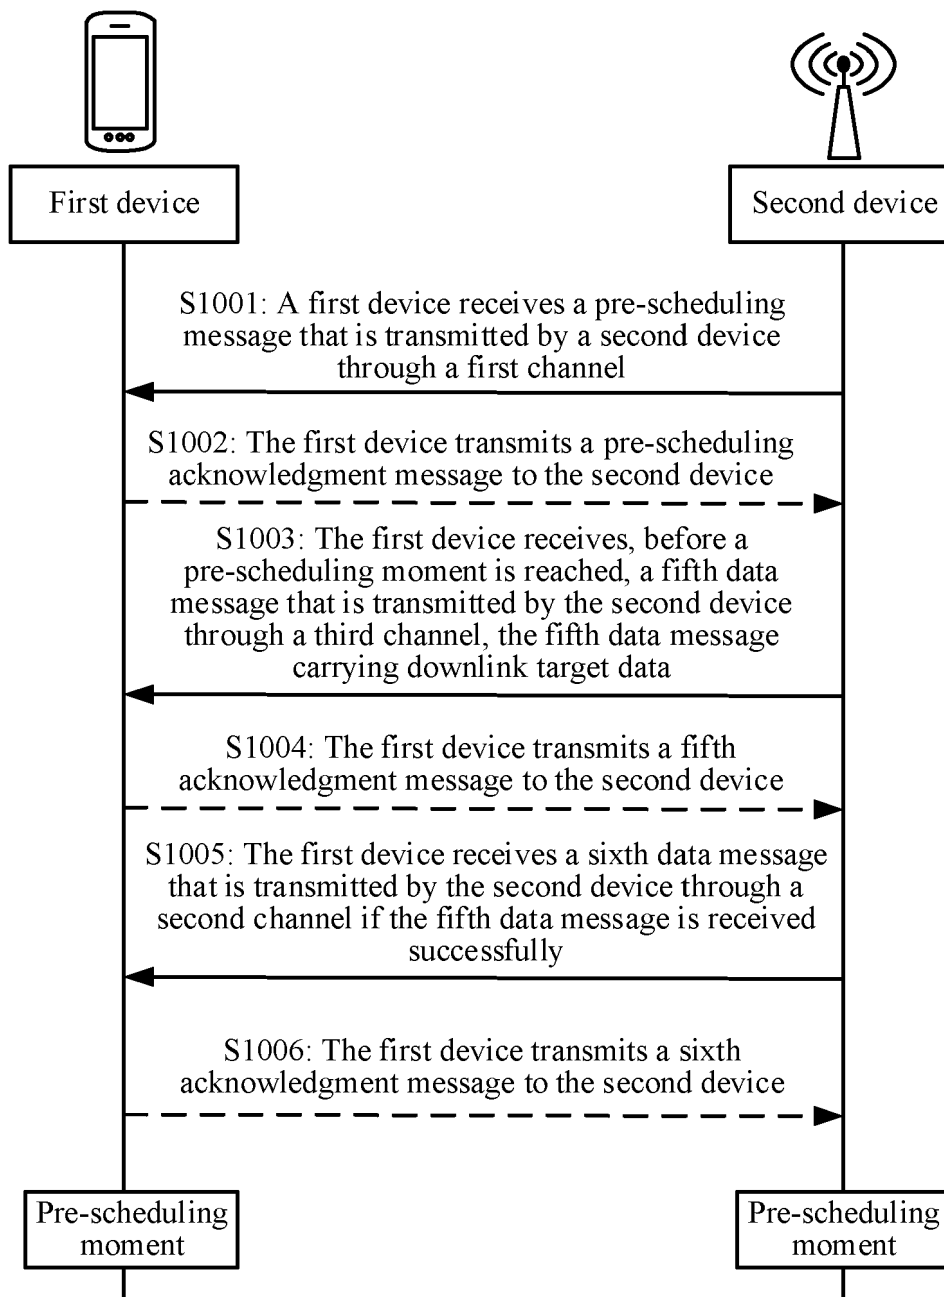 First device
Second device
S1001: A first device receives a pre-scheduling
message that is transmitted by a second device
through a first channel
S1002: The first device transmits a pre-scheduling
acknowledgment message to the second device
S1003: The first device receives, before a
pre-scheduling moment is reached, a fifth data
message that is transmitted by the second device
through a third channel, the fifth data message
carrying downlink target data
S1004: The first device transmits a fifth
acknowledgment message to the second device
S1005: The first device receives a sixth data message
that is transmitted by the second device through a
second channel if the fifth data message is received
successfully
S1006: The first device transmits a sixth
acknowledgment message to the second device
Pre-scheduling
moment
Pre-scheduling
moment